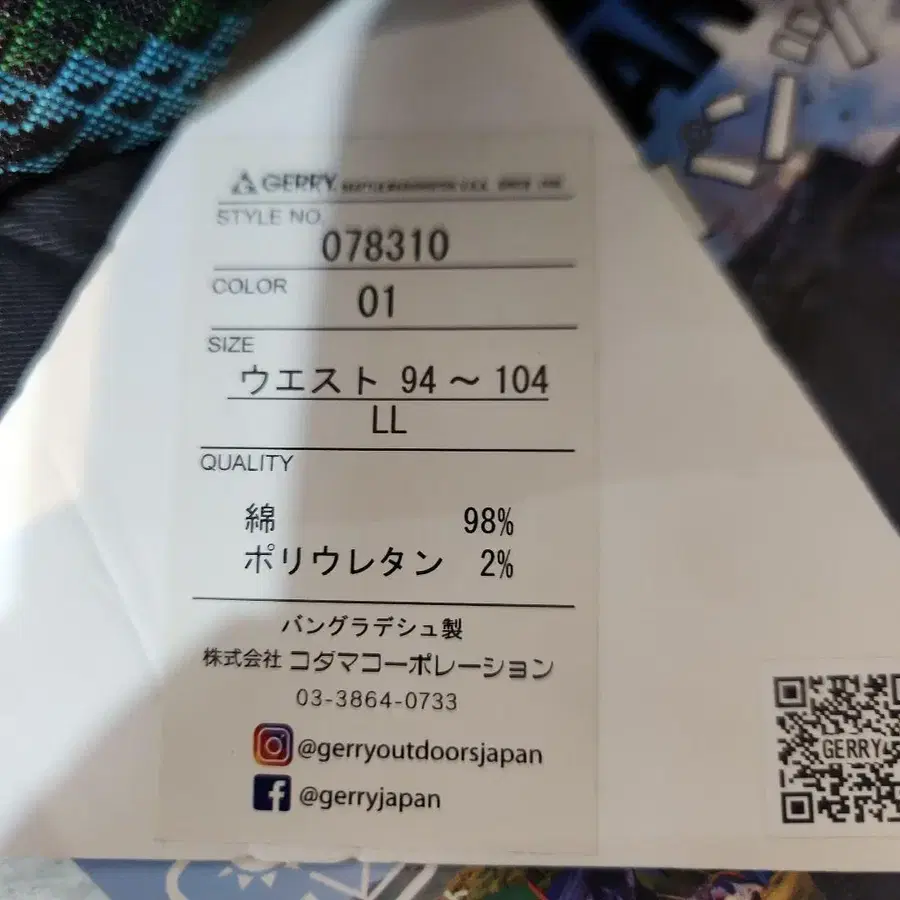 GERRY
STYLE NO.
078310
COLOR
01
SIZE
ウエスト 94 ~ 104
LL
QUALITY
綿 98%
ポリウレタン 2%
バングラデシュ製
株式会社 コダマコーポレーション
03-3864-0733
@gerryoutdoorsjapan
@gerryjapan
GERRY